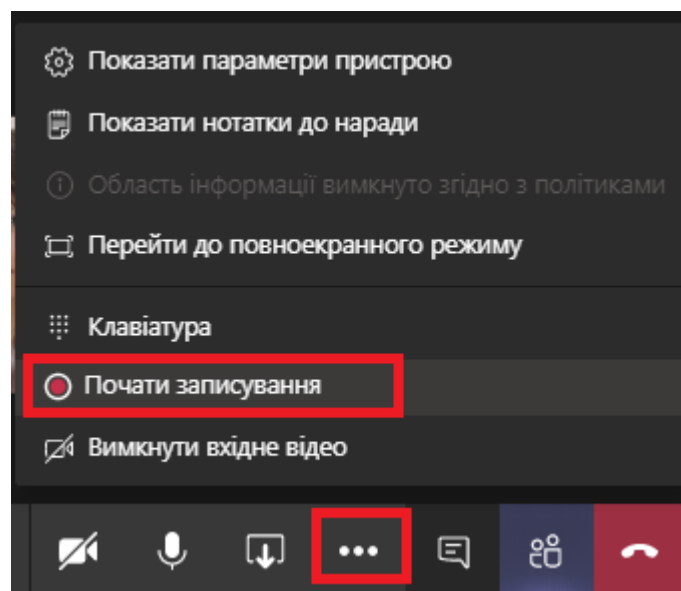 Показати параметри пристрою
Показати нотатки до наради
Область інформації вимкнуто згідно з політиками
Перейти до повноекранного режиму
Клавіатура
Почати записування
Вимкнути вхідне відео